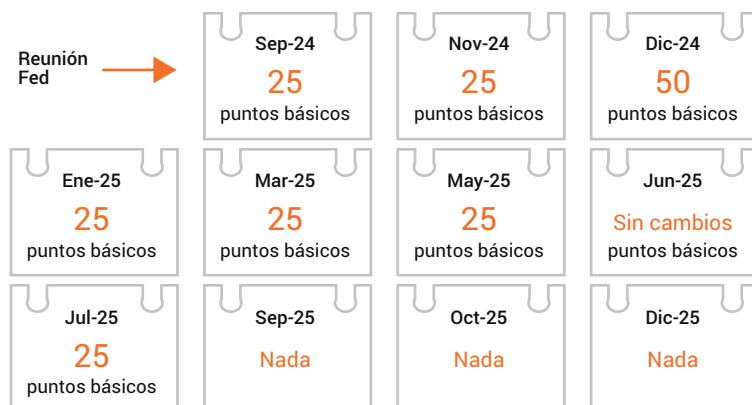 Reunión
Fed
Sep-24
25
puntos básicos
Nov-24
25
puntos básicos
Dic-24
50
puntos básicos
Ene-25
25
puntos básicos
Mar-25
25
puntos básicos
May-25
25
puntos básicos
Jun-25
Sin cambios
puntos básicos
Jul-25
25
puntos básicos
Sep-25
Nada
Oct-25
Nada
Dic-25
Nada